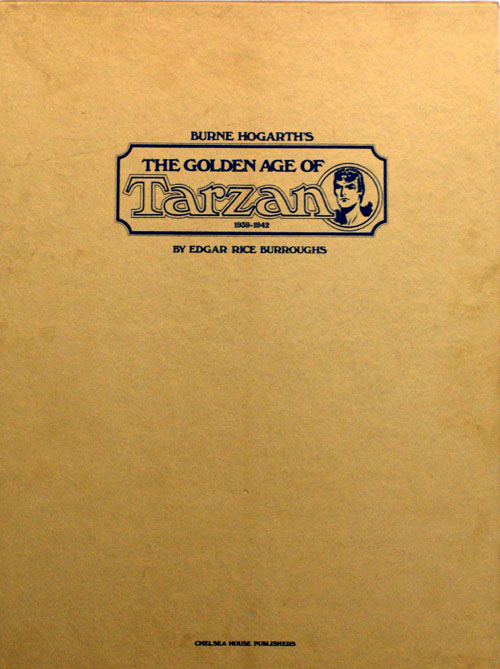 BURNE HOGARTH'S
THE GOLDEN AGE OF
Tarzan
1939-1942
BY EDGAR RICE BURROUGHS
CHELSEA HOUSE PUBLISHERS